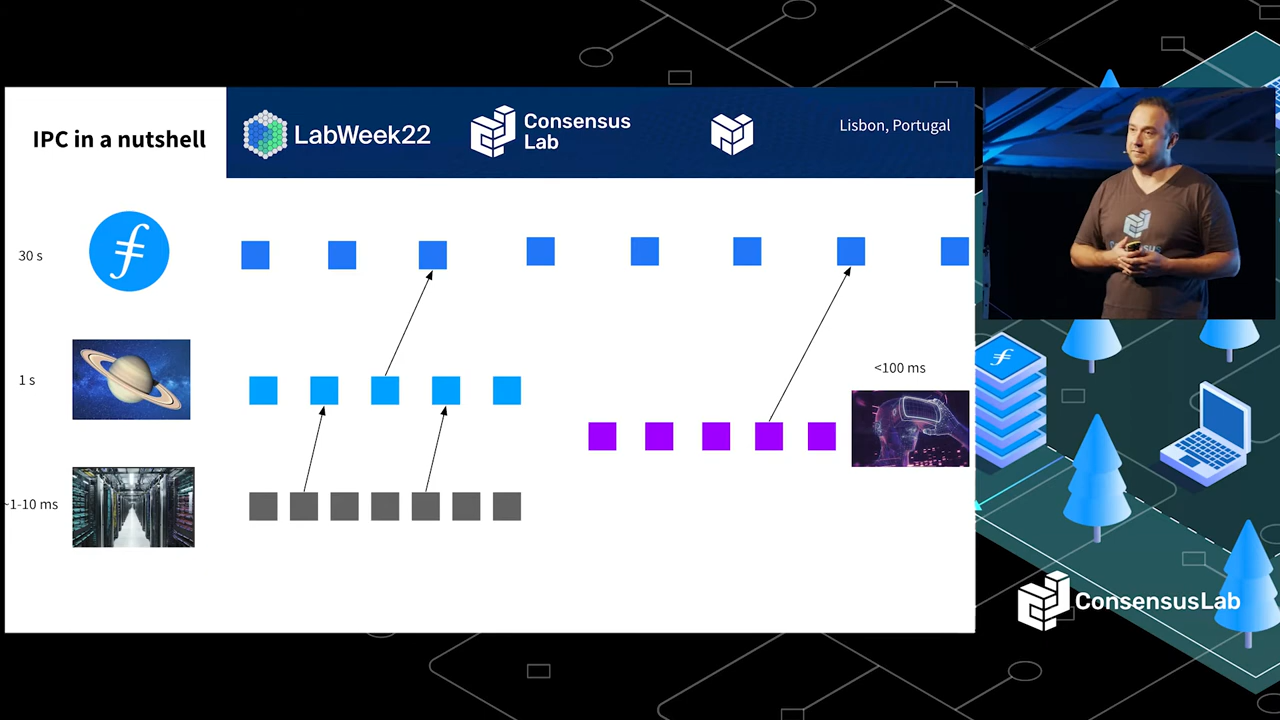 IPC in a nutshell
LabWeek22
Consensus
Lab
Lisbon, Portugal
30 s
1 s
<100 ms
~1-10 ms
ConsensusLab